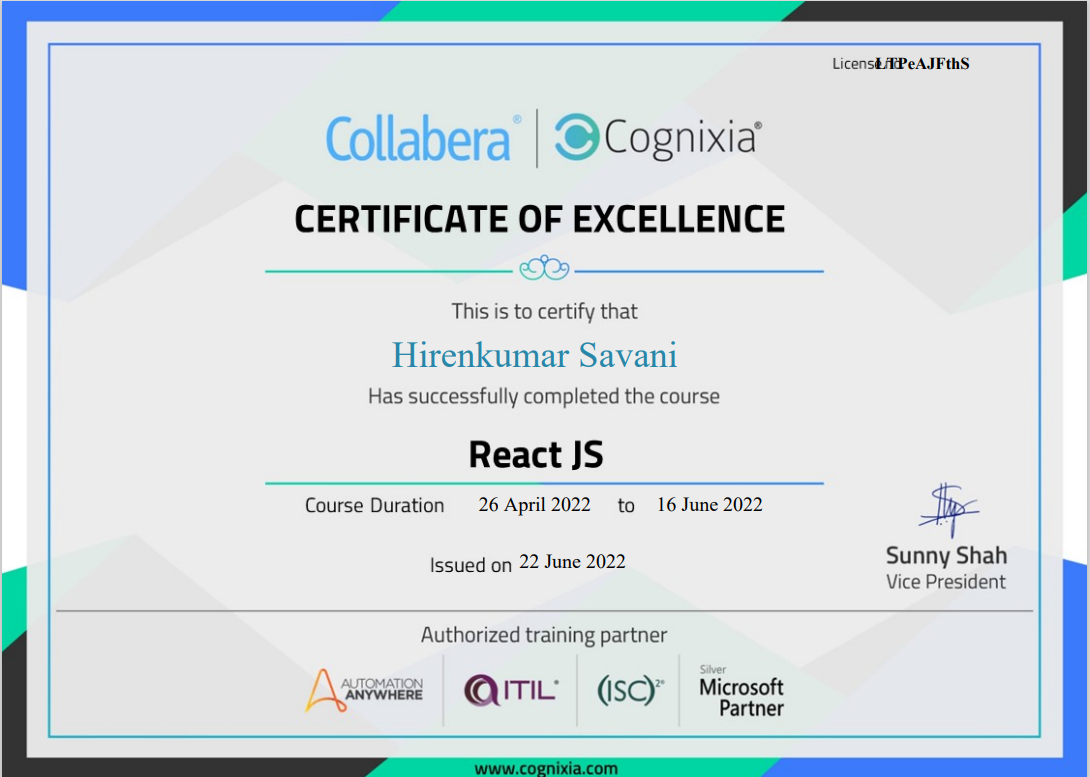 License no LTPeAJFthS
Collabera® Cognixia®
CERTIFICATE OF EXCELLENCE
This is to certify that
Hirenkumar Savani
Has successfully completed the course
React JS
Course Duration 26 April 2022 to 16 June 2022
Issued on 22 June 2022
Sunny Shah
Vice President
Authorized training partner
AUTOMATION
ANYWHERE
ITIL®
(ISC)²®
Silver
Microsoft
Partner
www.cognixia.com